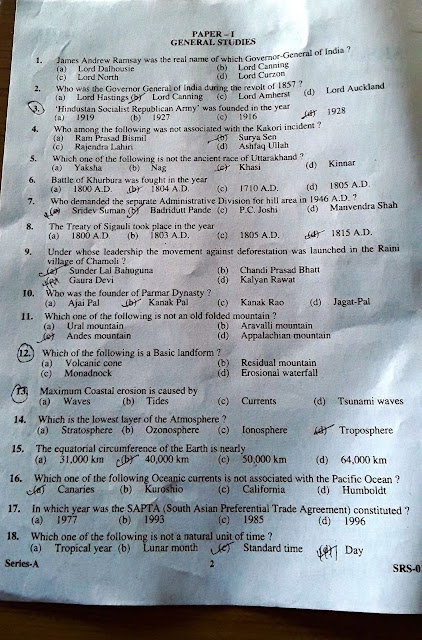 PAPER – I
GENERAL STUDIES
1. James Andrew Ramsay was the real name of which Governor-General of India ?
(a) Lord Dalhousie (b) Lord Canning
(c) Lord North (d) Lord Curzon
2. Who was the Governor General of India during the revolt of 1857 ?
(a) Lord Hastings (b) Lord Canning (c) Lord Amherst (d) Lord Auckland
3. 'Hindustan Socialist Republican Army' was founded in the year
(a) 1919 (b) 1927 (c) 1916 (d) 1928
4. Who among the following was not associated with the Kakori incident ?
(a) Ram Prasad Bismil (b) Surya Sen
(c) Rajendra Lahiri (d) Ashfaq Ullah
5. Which one of the following is not the ancient race of Uttarakhand ?
(a) Yaksha (b) Nag (c) Khasi (d) Kinnar
6. Battle of Khurbura was fought in the year
(a) 1800 A.D. (b) 1804 A.D. (c) 1710 A.D. (d) 1805 A.D.
7. Who demanded the separate Administrative Division for hill area in 1946 A.D. ?
(a) Sridev Suman (b) Badridutt Pande (c) P.C. Joshi (d) Manvendra Shah
8. The Treaty of Sigauli took place in the year
(a) 1800 A.D. (b) 1803 A.D. (c) 1805 A.D. (d) 1815 A.D.
9. Under whose leadership the movement against deforestation was launched in the Raini
village of Chamoli ?
(a) Sunder Lal Bahuguna (b) Chandi Prasad Bhatt
(c) Gaura Devi (d) Kalyan Rawat
10. Who was the founder of Parmar Dynasty ?
(a) Ajai Pal (b) Kanak Pal (c) Kanak Rao (d) Jagat-Pal
11. Which one of the following is not an old folded mountain ?
(a) Ural mountain (b) Aravalli mountain
(c) Andes mountain (d) Appalachian mountain
12. Which of the following is a Basic landform ?
(a) Volcanic cone (b) Residual mountain
(c) Monadnock (d) Erosional waterfall
13. Maximum Coastal erosion is caused by
(a) Waves (b) Tides (c) Currents (d) Tsunami waves
14. Which is the lowest layer of the Atmosphere ?
(a) Stratosphere (b) Ozonosphere (c) Ionosphere (d) Troposphere
15. The equatorial circumference of the Earth is nearly
(a) 31,000 km (b) 40,000 km (c) 50,000 km (d) 64,000 km
16. Which one of following Oceanic currents is not associated with the Pacific Ocean ?
(a) Canaries (b) Kuroshio (c) California (d) Humboldt
17. In which year was the SAPTA (South Asian Preferential Trade Agreement) constituted ?
(a) 1977 (b) 1993 (c) 1985 (d) 1996
18. Which one of the following is not a natural unit of time ?
(a) Tropical year (b) Lunar month (c) Standard time (d) Day
Series-A 2 SRS-0